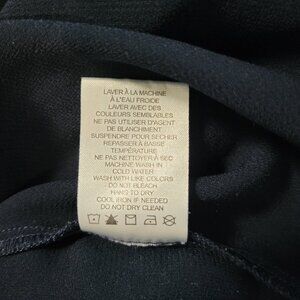 LAVER À LA MACHINE
À L'EAU FROIDE
LAVER AVEC DES
COULEURS SEMBLABLES
NE PAS UTILISER D'AGENT
DE BLANCHIMENT
SUSPENDRE POUR SÉCHER
REPASSER À BASSE
TEMPÉRATURE
NE PAS NETTOYER À SEC
MACHINE WASH IN
COLD WATER
WASH WITH LIKE COLORS
DO NOT BLEACH
HANG TO DRY
COOL IRON IF NEEDED
DO NOT DRY CLEAN